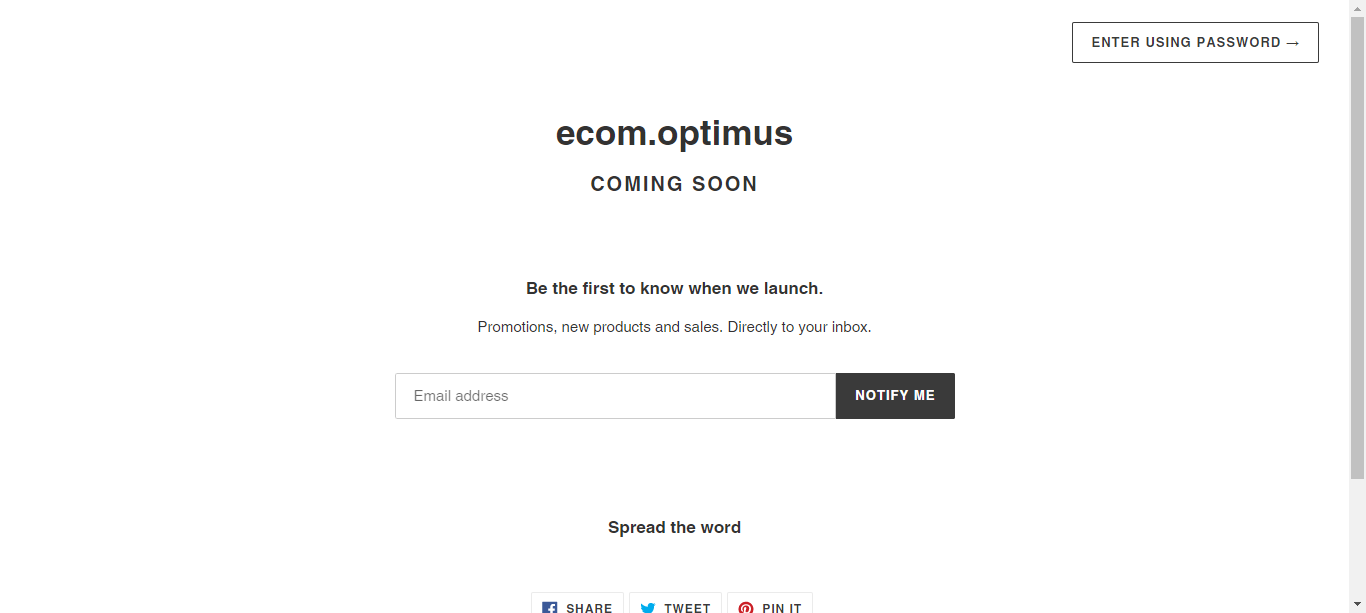 ENTER USING PASSWORD →
ecom.optimus
COMING SOON
Be the first to know when we launch.
Promotions, new products and sales. Directly to your inbox.
Email address
NOTIFY ME
Spread the word
SHARE TWEET PIN IT